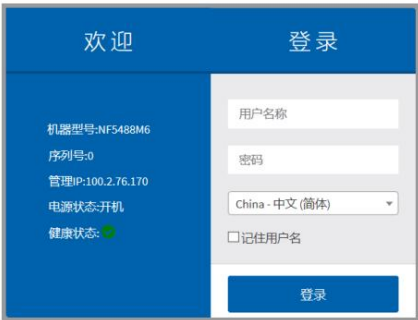 欢迎
登录
机器型号:NF5488M6
序列号:0
管理IP:100.2.76.170
电源状态:开机
健康状态:
用户名称
密码
China - 中文 (简体)
记住用户名
登录